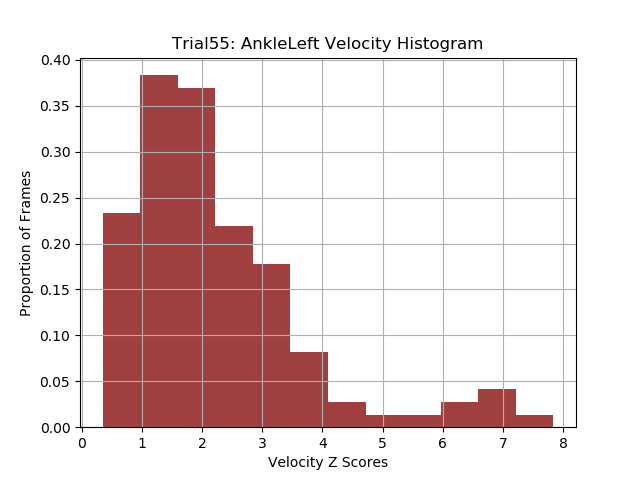 Trial55: AnkleLeft Velocity Histogram
0.40
0.35
0.30
0.25
0.20
0.15
0.10
0.05
0.00
Proportion of Frames
0 1 2 3 4 5 6 7 8
Velocity Z Scores